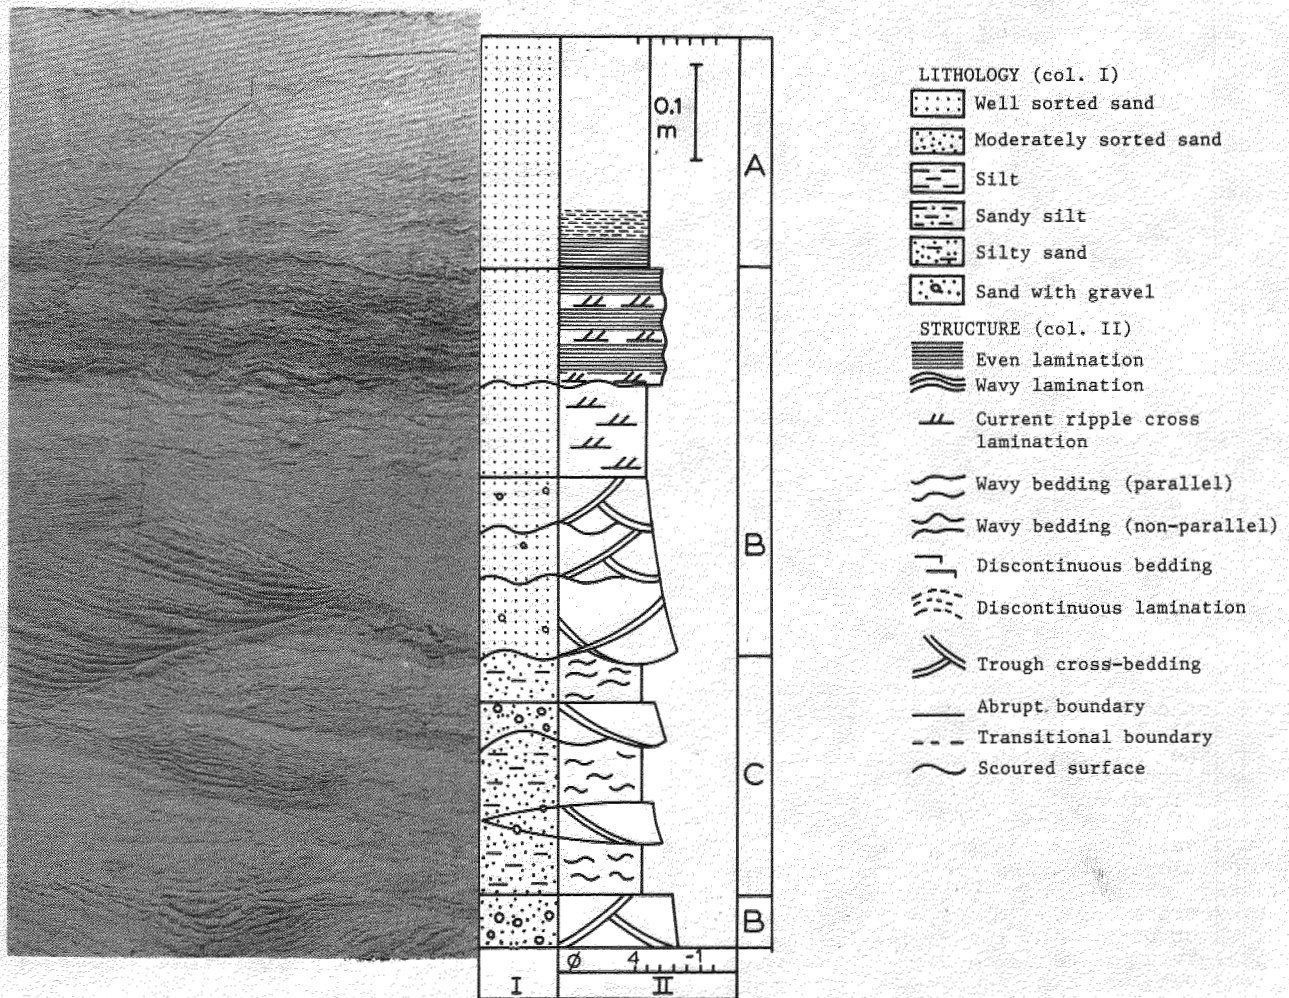 0.1
m
A
B
C
B
ø 4 -1
I II
LITHOLOGY (col. I)
Well sorted sand
Moderately sorted sand
Silt
Sandy silt
Silty sand
Sand with gravel
STRUCTURE (col. II)
Even lamination
Wavy lamination
Current ripple cross
lamination
Wavy bedding (parallel)
Wavy bedding (non-parallel)
Discontinuous bedding
Discontinuous lamination
Trough cross-bedding
Abrupt boundary
Transitional boundary
Scoured surface